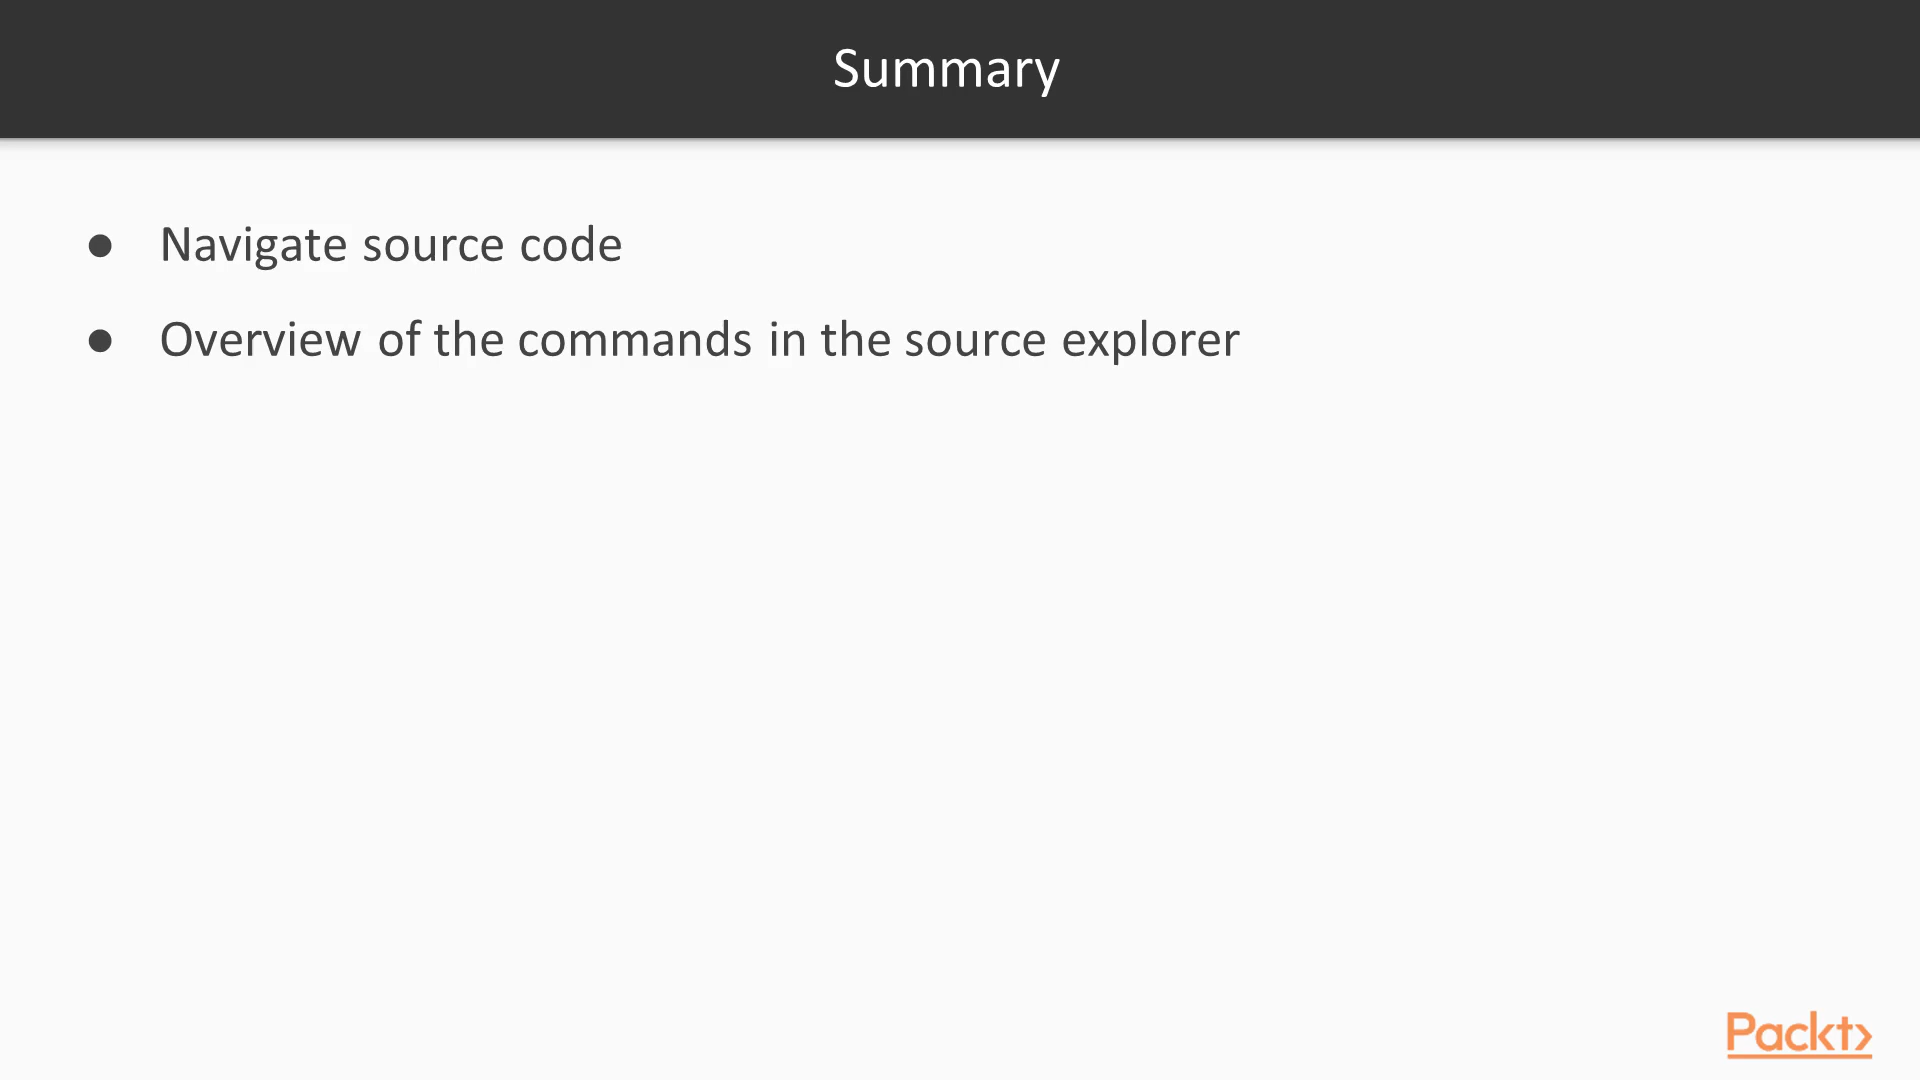 Summary
● Navigate source code
● Overview of the commands in the source explorer
Packt>